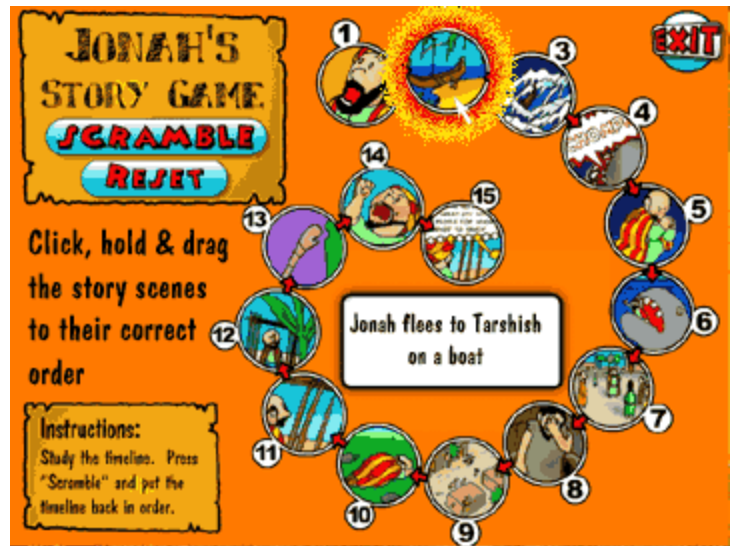 JONAH'S
STORY GAME
SCRAMBLE
RESET
EXIT
1
3
4
CHOMP!
5
6
7
8
9
10
11
12
13
14
15
Click, hold & drag
the story scenes
to their correct
order
Jonah flees to Tarshish
on a boat
Instructions:
Study the timeline. Press
"Scramble" and put the
timeline back in order.